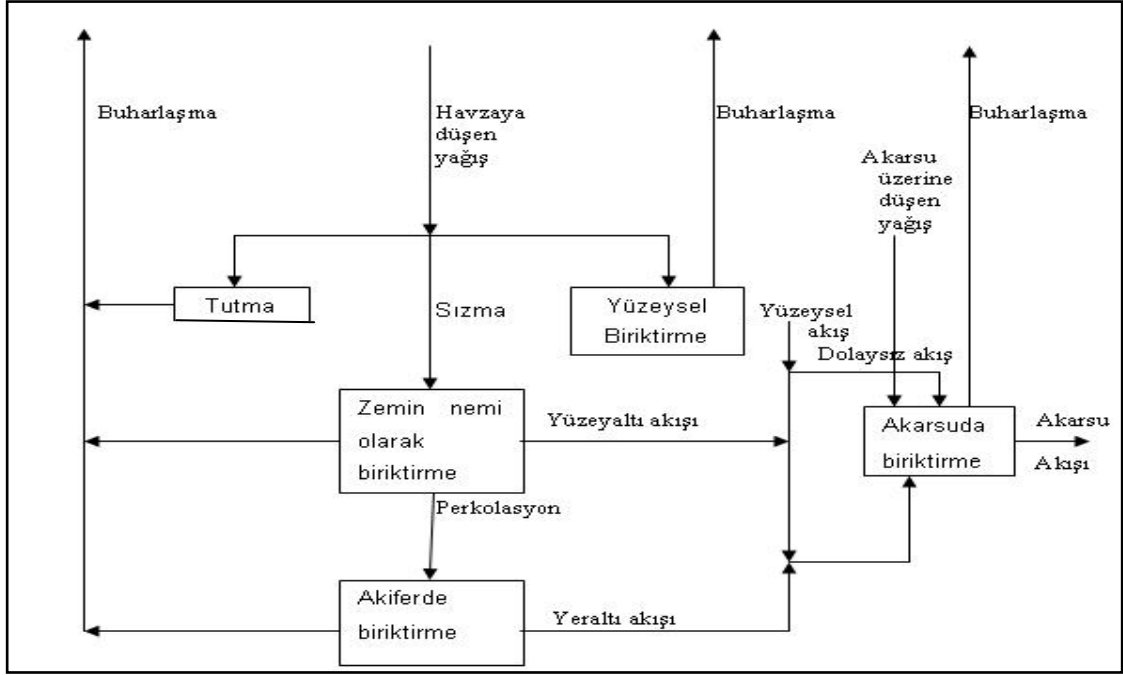 Buharlaşma
Havzaya
düşen
yağış
Buharlaşma
Buharlaşma
Akarsu
üzerine
düşen
yağış
Tutma
Sızma
Yüzeysel
Biriktirme
Yüzeysel
akış
Dolaysız akış
Zemin nemi
olarak
biriktirme
Yüzeyaltı akışı
Akarsuda
biriktirme
Akarsu
Akışı
Perkolasyon
Akiferde
biriktirme
Yeraltı akışı